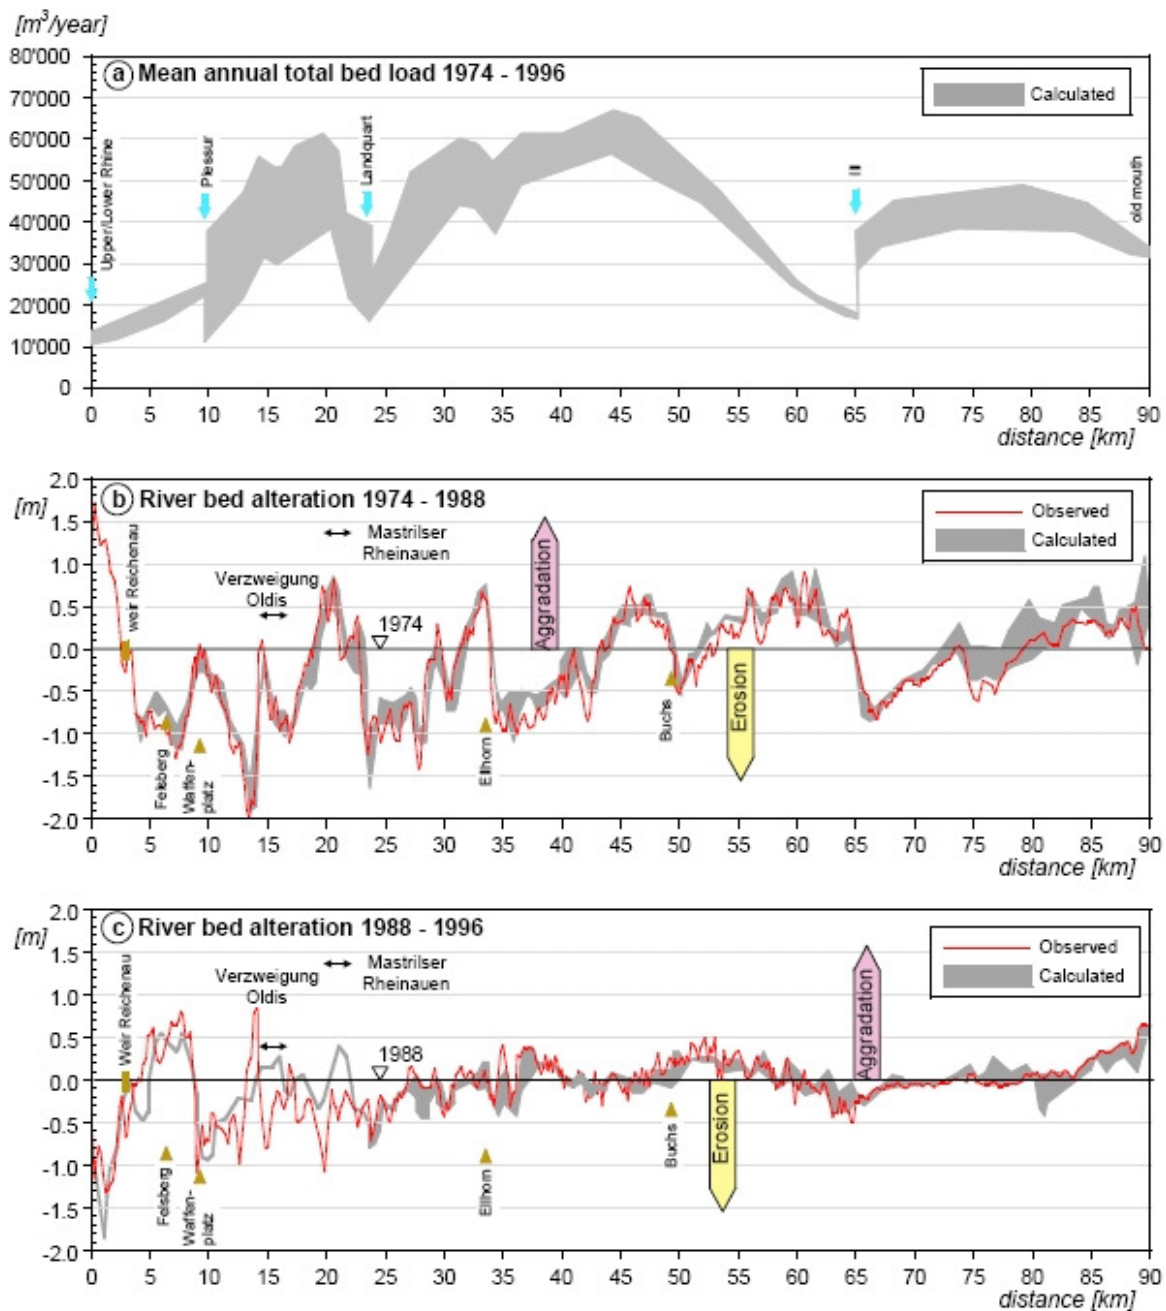 [m³/year]
80'000
70'000
60'000
50'000
40'000
30'000
20'000
10'000
0
a Mean annual total bed load 1974 - 1996
Calculated
Upper/Lower Rhine
Plessur
Landquart
Ill
old mouth
0 5 10 15 20 25 30 35 40 45 50 55 60 65 70 75 80 85 90
distance [km]
[m]
2.0
1.5
1.0
0.5
0.0
-0.5
-1.0
-1.5
-2.0
b River bed alteration 1974 - 1988
Observed
Calculated
weir Reichenau
Mastrilser
Rheinauen
Verzweigung
Oldis
1974
Aggradation
Erosion
Felsberg
Waffen-
platz
Ellhorn
Buchs
0 5 10 15 20 25 30 35 40 45 50 55 60 65 70 75 80 85 90
distance [km]
[m]
2.0
1.5
1.0
0.5
0.0
-0.5
-1.0
-1.5
-2.0
c River bed alteration 1988 - 1996
Observed
Calculated
Weir Reichenau
Verzweigung
Oldis
Mastrilser
Rheinauen
1988
Aggradation
Erosion
Felsberg
Waffen-
platz
Ellhorn
Buchs
0 5 10 15 20 25 30 35 40 45 50 55 60 65 70 75 80 85 90
distance [km]